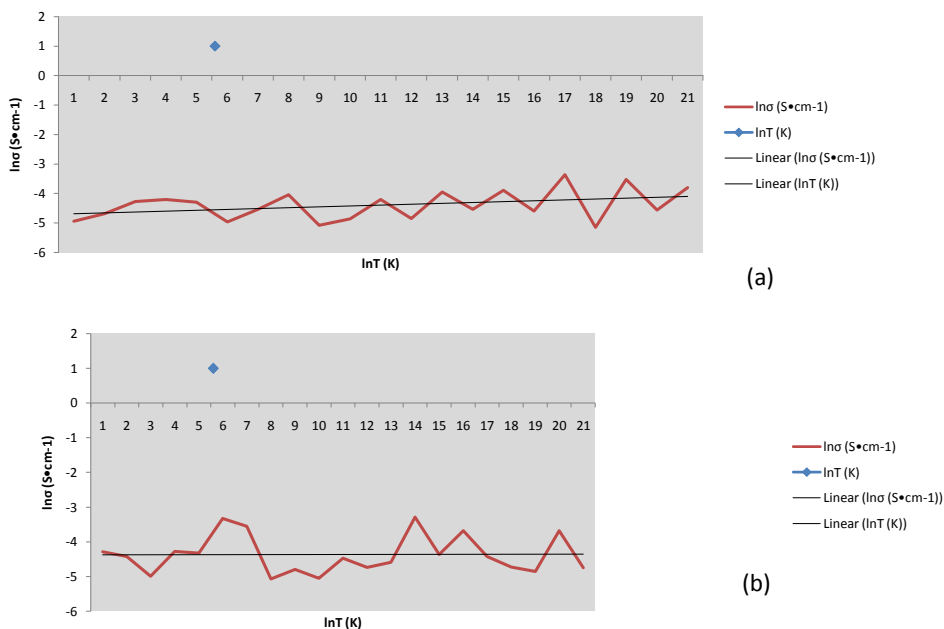 2
1
0
-1
-2
-3
-4
-5
-6
1 2 3 4 5 6 7 8 9 10 11 12 13 14 15 16 17 18 19 20 21
lnσ (S•cm-1)
lnT (K)
lnσ (S•cm-1)
lnT (K)
Linear (lnσ (S•cm-1))
Linear (lnT (K))
(a)
2
1
0
-1
-2
-3
-4
-5
-6
1 2 3 4 5 6 7 8 9 10 11 12 13 14 15 16 17 18 19 20 21
lnσ (S•cm-1)
lnT (K)
lnσ (S•cm-1)
lnT (K)
Linear (lnσ (S•cm-1))
Linear (lnT (K))
(b)